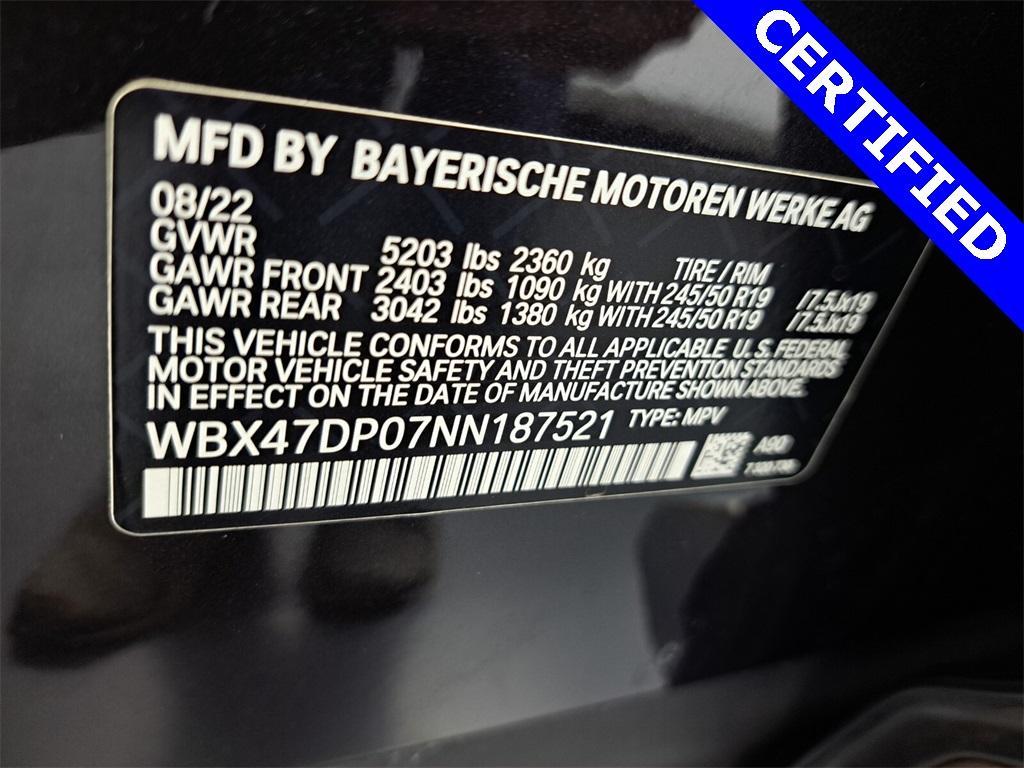 CERTIFIED
MFD BY BAYERISCHE MOTOREN WERKE AG
08/22
GVWR 5203 lbs 2360 kg TIRE / RIM
GAWR FRONT 2403 lbs 1090 kg WITH 245/50 R19 /7.5Jx19
GAWR REAR 3042 lbs 1380 kg WITH 245/50 R19 /7.5Jx19
THIS VEHICLE CONFORMS TO ALL APPLICABLE U.S. FEDERAL
MOTOR VEHICLE SAFETY AND THEFT PREVENTION STANDARDS
IN EFFECT ON THE DATE OF MANUFACTURE SHOWN ABOVE.
WBX47DP07NN187521 TYPE: MPV
A90